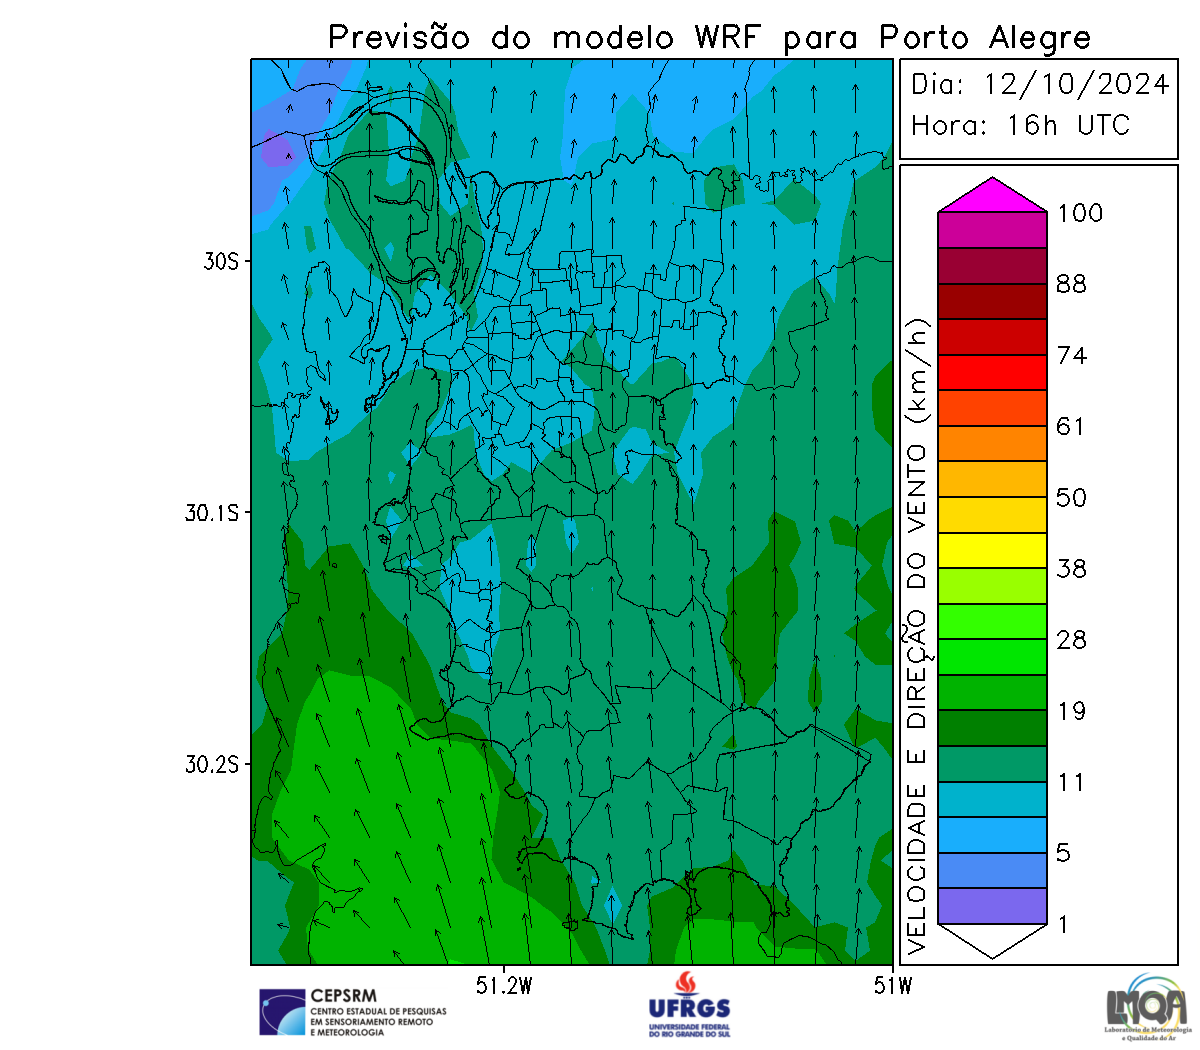 Previsão do modelo WRF para Porto Alegre
Dia: 12/10/2024
Hora: 16h UTC
30S
30.1S
30.2S
51.2W
51W
VELOCIDADE E DIREÇÃO DO VENTO (km/h)
100
88
74
61
50
38
28
19
11
5
1
CEPSRM
CENTRO ESTADUAL DE PESQUISAS
EM SENSORIAMENTO REMOTO
E METEOROLOGIA
UFRGS
UNIVERSIDADE FEDERAL
DO RIO GRANDE DO SUL
LMQA
Laboratório de Meteorologia
e Qualidade do Ar